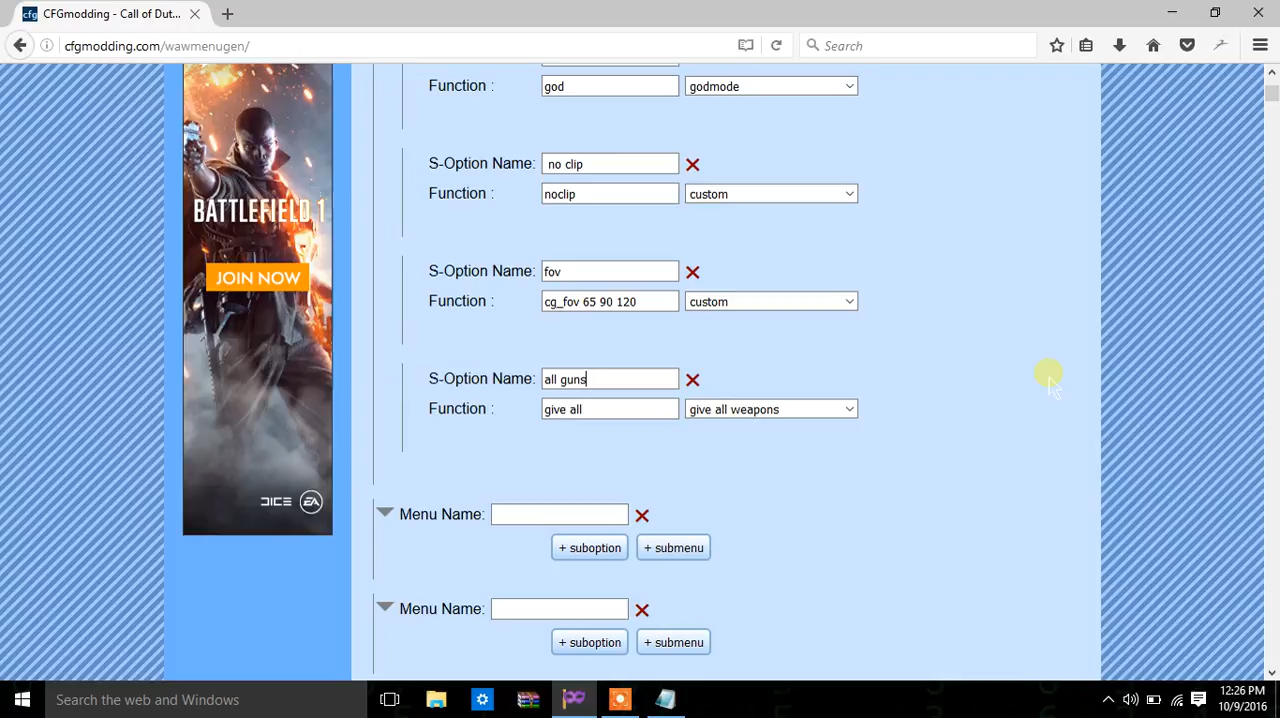 CFGmodding - Call of Dut...
cfgmodding.com/wawmenugen/
Search
Function :
god
godmode
S-Option Name:
no clip
Function :
noclip
custom
S-Option Name:
fov
Function :
cg_fov 65 90 120
custom
S-Option Name:
all guns
Function :
give all
give all weapons
Menu Name:
+ suboption
+ submenu
Menu Name:
+ suboption
+ submenu
BATTLEFIELD 1
JOIN NOW
DICE
EA
Search the web and Windows
12:26 PM
10/9/2016